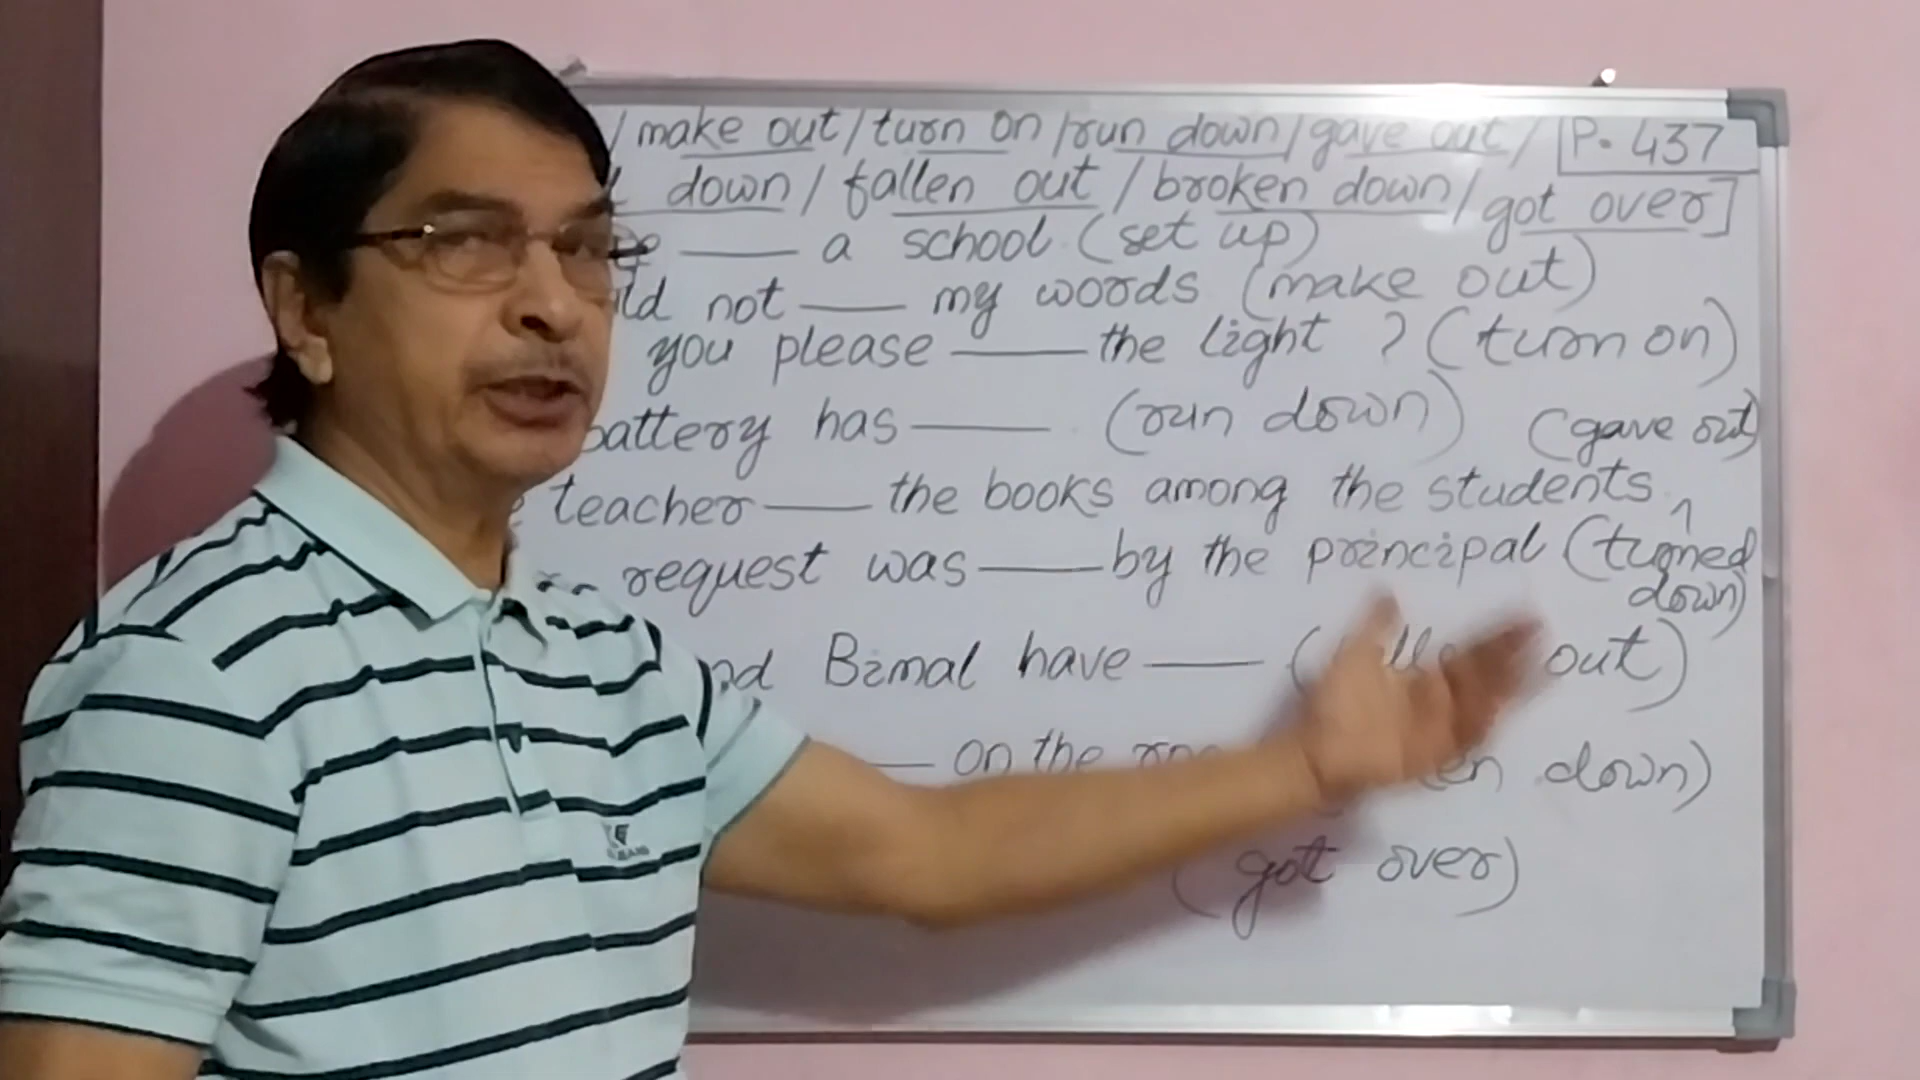 / make out / turn on / run down / gave out / P. 437
down / fallen out / broken down / got over]
a school (set up)
not my words (make out)
you please the light ? (turn on)
battery has (run down) (gave out)
teacher the books among the students
request was by the principal (turned down)
Bimal have out)
on the down)
(got over)